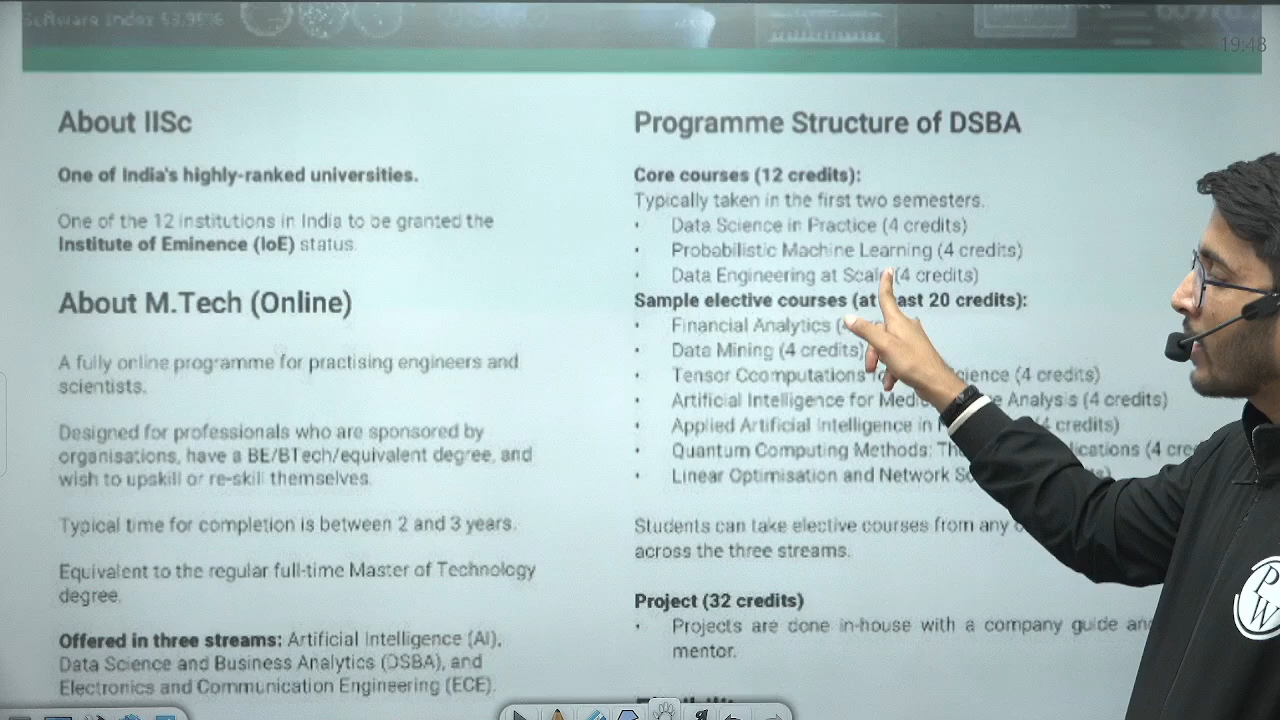 Software Index 53.95%
19:48
About IISc
One of India's highly-ranked universities.
One of the 12 institutions in India to be granted the
Institute of Eminence (IoE) status.
About M.Tech (Online)
A fully online programme for practising engineers and
scientists.
Designed for professionals who are sponsored by
organisations, have a BE/BTech/equivalent degree, and
wish to upskill or re-skill themselves.
Typical time for completion is between 2 and 3 years.
Equivalent to the regular full-time Master of Technology
degree.
Offered in three streams: Artificial Intelligence (AI),
Data Science and Business Analytics (DSBA), and
Electronics and Communication Engineering (ECE).
Programme Structure of DSBA
Core courses (12 credits):
Typically taken in the first two semesters.
• Data Science in Practice (4 credits)
• Probabilistic Machine Learning (4 credits)
• Data Engineering at Scale (4 credits)
Sample elective courses (at least 20 credits):
• Financial Analytics
• Data Mining (4 credits)
• Tensor Ccomputations (4 credits)
• Artificial Intelligence for Analysis (4 credits)
• Applied Artificial Intelligence in credits)
• Quantum Computing Methods: (4
• Linear Optimisation and Network
Students can take elective courses from any
across the three streams.
Project (32 credits)
• Projects are done in-house with a company guide
mentor.
PW